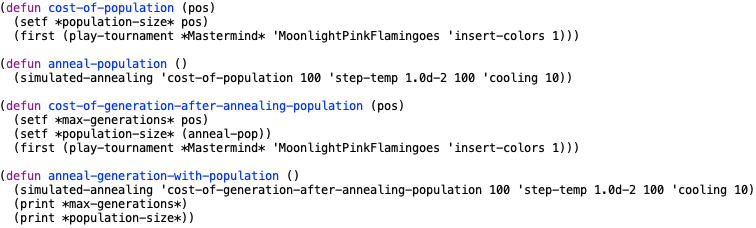 (defun cost-of-population (pos)
(setf *population-size* pos)
(first (play-tournament *Mastermind* 'MoonlightPinkFlamingoes 'insert-colors 1)))
(defun anneal-population ()
(simulated-annealing 'cost-of-population 100 'step-temp 1.0d-2 100 'cooling 10))
(defun cost-of-generation-after-annealing-population (pos)
(setf *max-generations* pos)
(setf *population-size* (anneal-pop))
(first (play-tournament *Mastermind* 'MoonlightPinkFlamingoes 'insert-colors 1)))
(defun anneal-generation-with-population ()
(simulated-annealing 'cost-of-generation-after-annealing-population 100 'step-temp 1.0d-2 100 'cooling 10)
(print *max-generations*)
(print *population-size*))